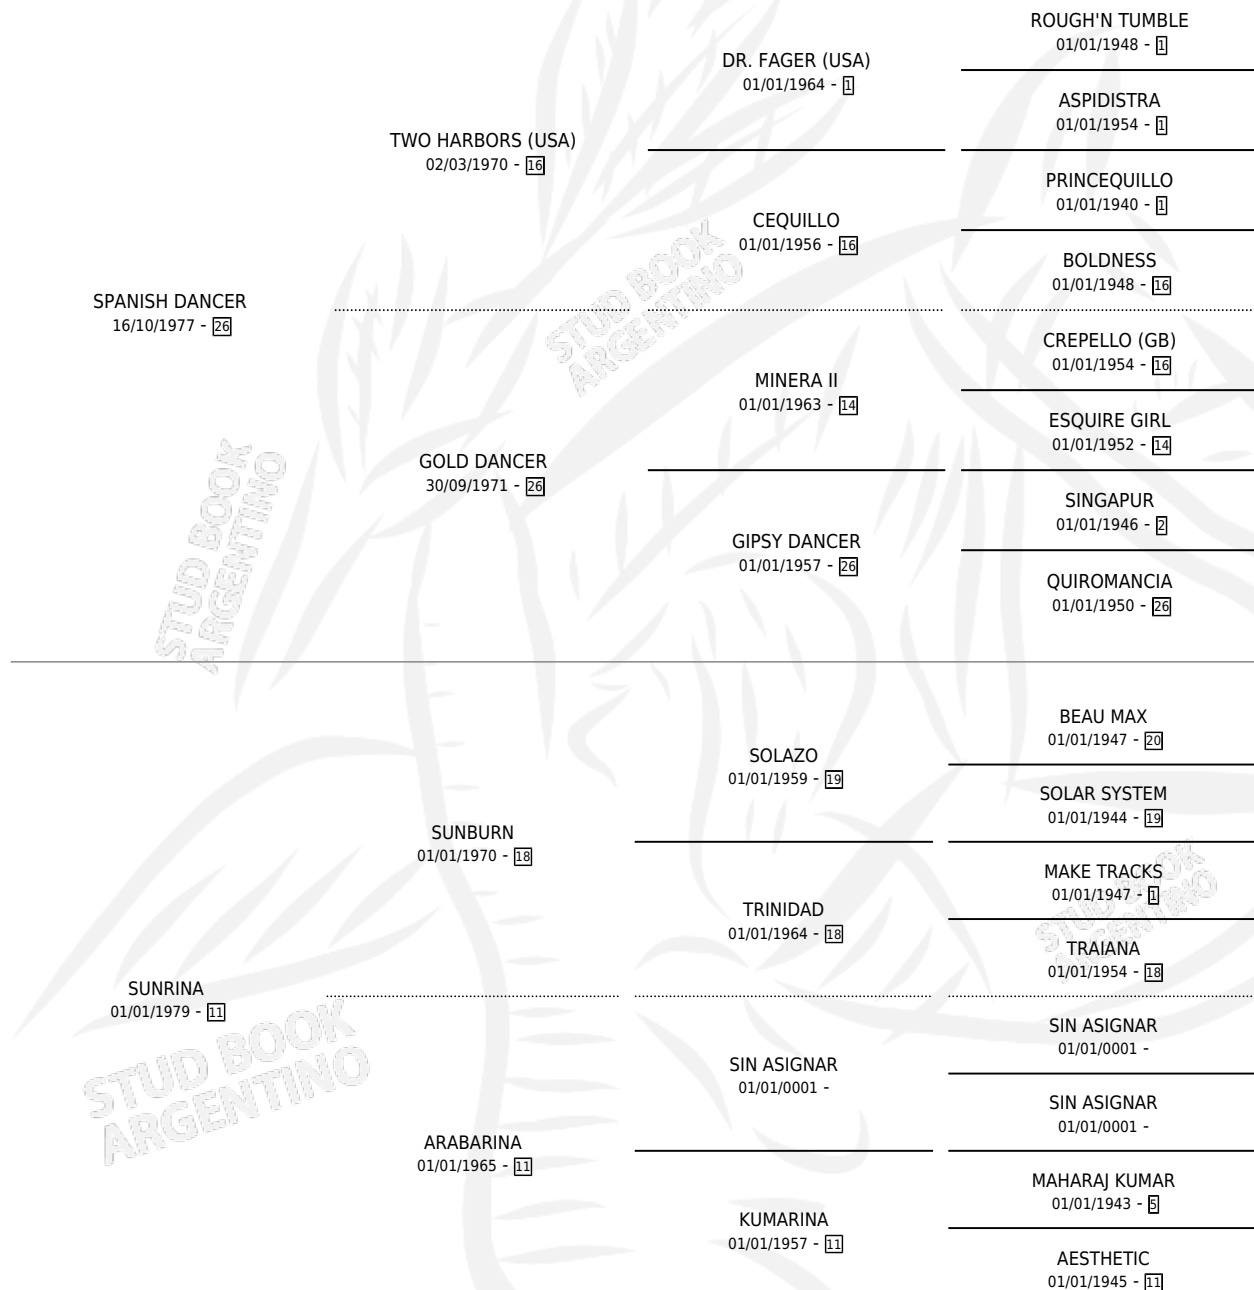 ROUGH'N TUMBLE
01/01/1948 - 1
DR. FAGER (USA)
01/01/1964 - 1
ASPIDISTRA
01/01/1954 - 1
TWO HARBORS (USA)
02/03/1970 - 16
PRINCEQUILLO
01/01/1940 - 1
CEQUILLO
01/01/1956 - 16
BOLDNESS
01/01/1948 - 16
SPANISH DANCER
16/10/1977 - 26
STUD BOOK
ARGENTINO
CREPELLO (GB)
01/01/1954 - 16
MINERA II
01/01/1963 - 14
ESQUIRE GIRL
01/01/1952 - 14
GOLD DANCER
30/09/1971 - 26
STUD BOOK
ARGENTINO
SINGAPUR
01/01/1946 - 2
GIPSY DANCER
01/01/1957 - 26
QUIROMANCIA
01/01/1950 - 26
BEAU MAX
01/01/1947 - 20
SOLAZO
01/01/1959 - 19
SOLAR SYSTEM
01/01/1944 - 19
SUNBURN
01/01/1970 - 18
MAKE TRACKS
01/01/1947 - 1
STUD BOOK
ARGENTINO
TRINIDAD
01/01/1964 - 18
TRAIANA
01/01/1954 - 18
SUNRINA
01/01/1979 - 11
STUD BOOK
ARGENTINO
SIN ASIGNAR
01/01/0001 -
SIN ASIGNAR
01/01/0001 -
SIN ASIGNAR
01/01/0001 -
ARABARINA
01/01/1965 - 11
MAHARAJ KUMAR
01/01/1943 - 5
KUMARINA
01/01/1957 - 11
AESTHETIC
01/01/1945 - 11